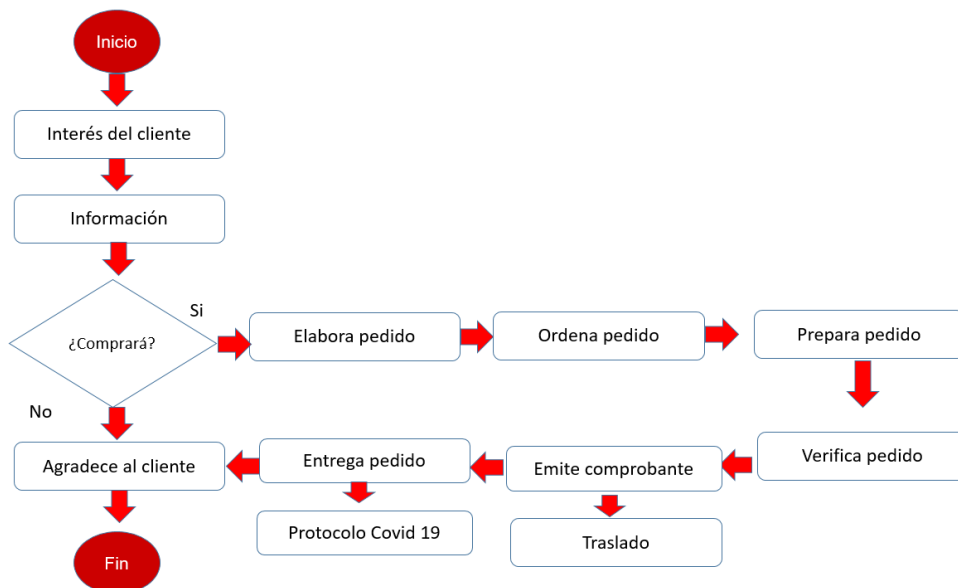 Inicio
Interés del cliente
Información
Si
¿Comprará?
Elabora pedido
Ordena pedido
Prepara pedido
No
Agradece al cliente
Entrega pedido
Emite comprobante
Verifica pedido
Protocolo Covid 19
Traslado
Fin